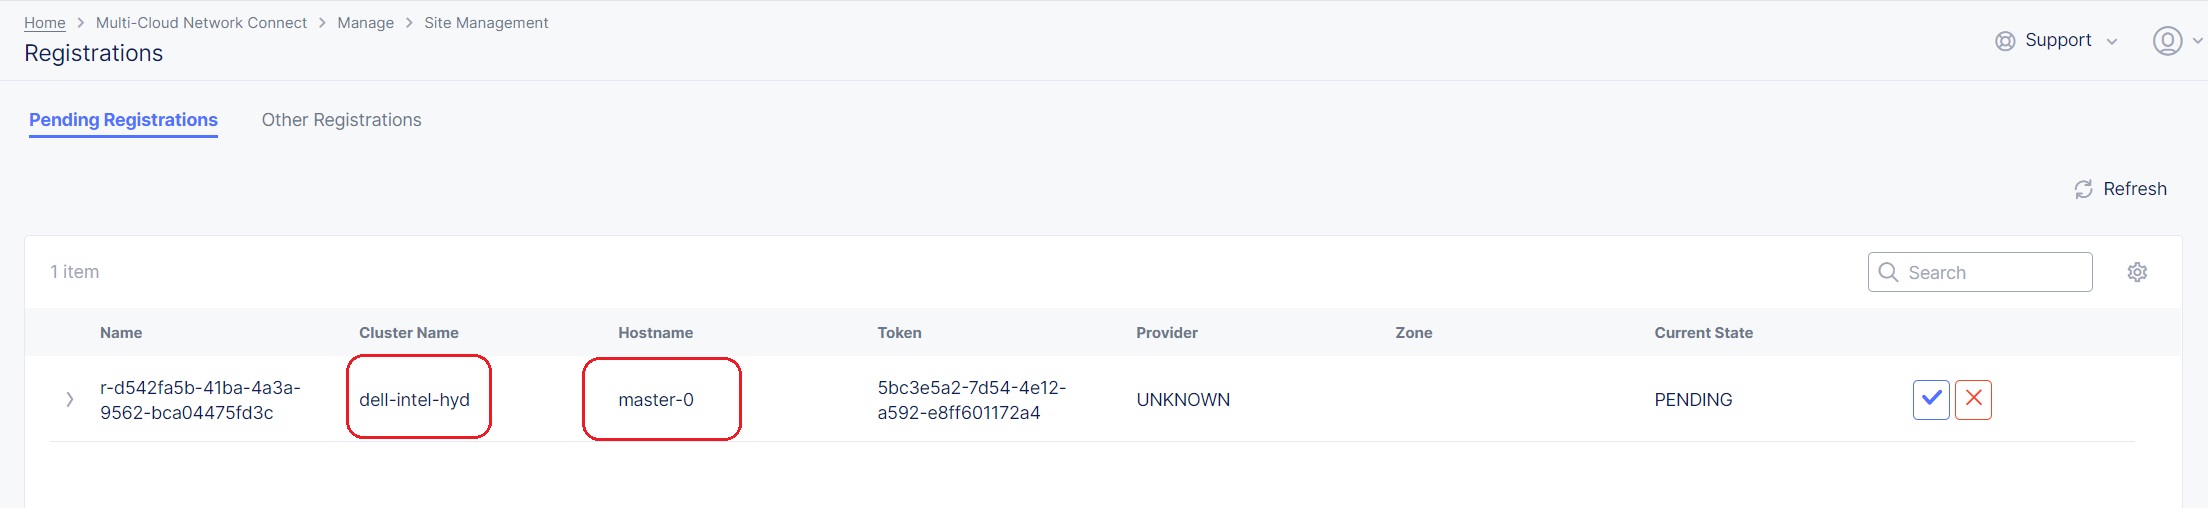 Home > Multi-Cloud Network Connect > Manage > Site Management
Registrations
Support
Pending Registrations Other Registrations
Refresh
1 item
Search
Name Cluster Name Hostname Token Provider Zone Current State
r-d542fa5b-41ba-4a3a-
9562-bca04475fd3c
dell-intel-hyd
master-0
5bc3e5a2-7d54-4e12-
a592-e8ff601172a4
UNKNOWN
PENDING